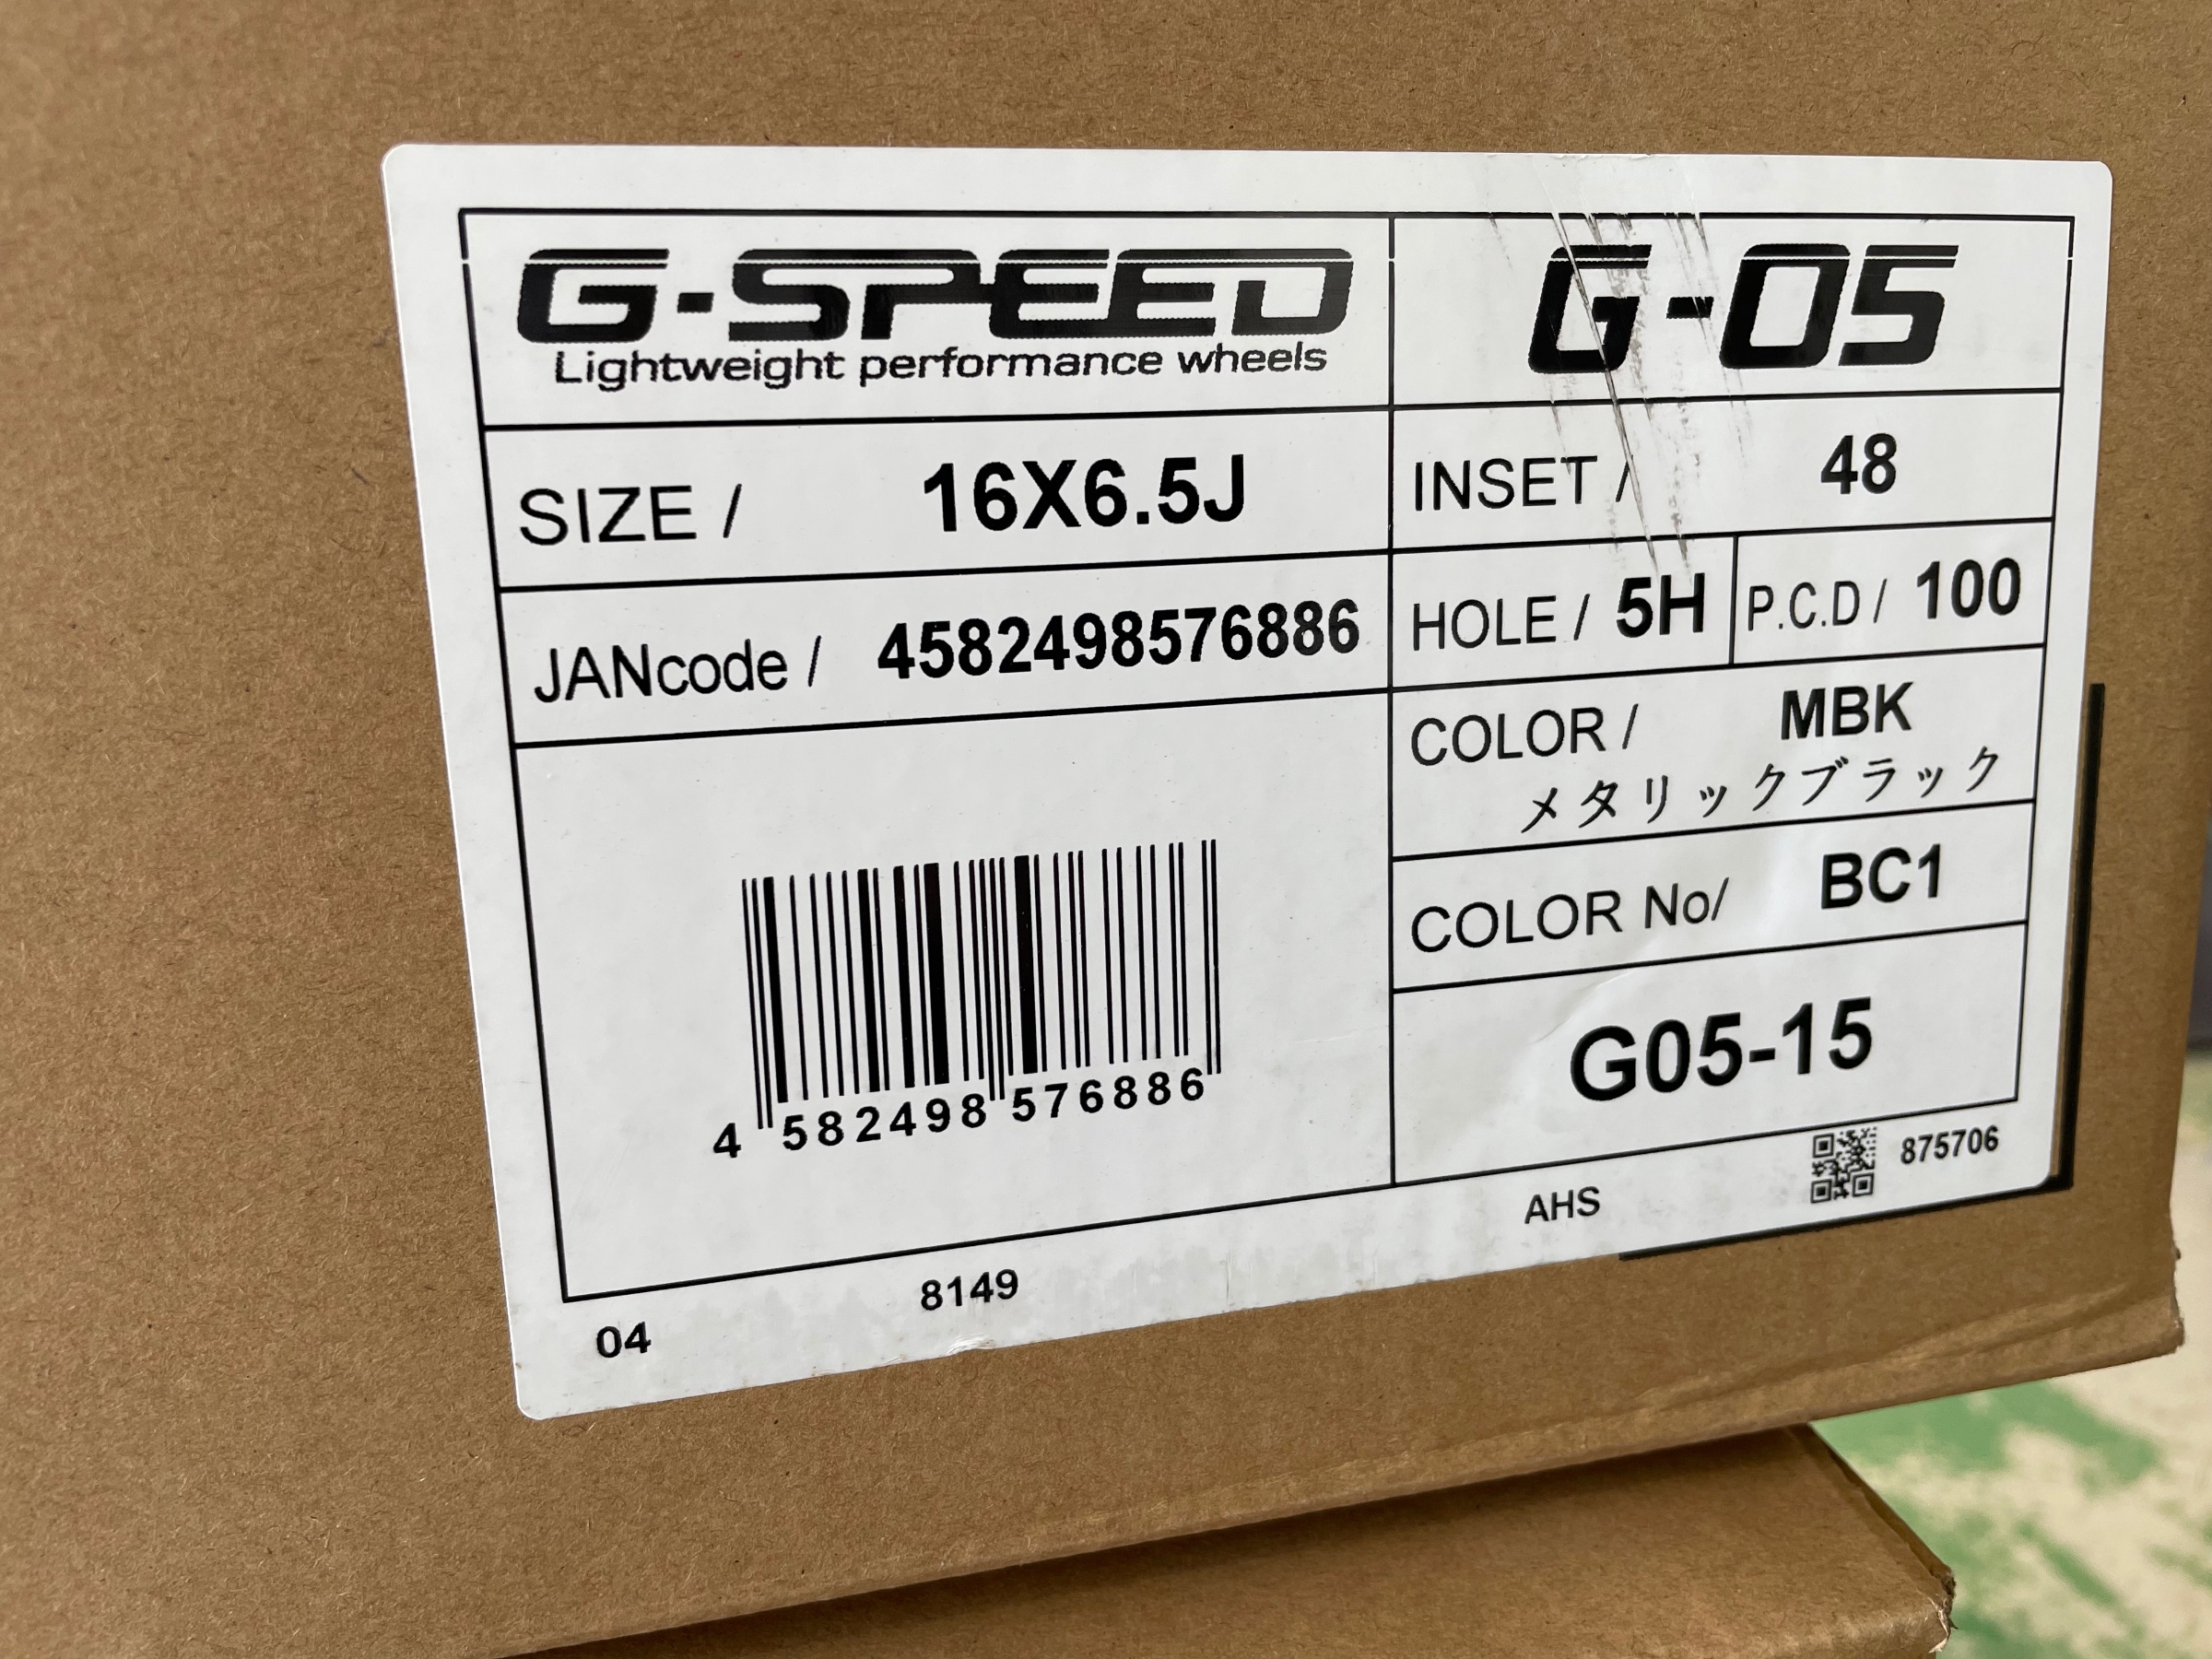 G-SPEED
Lightweight performance wheels
G-05
SIZE / 16X6.5J
INSET / 48
JANcode / 4582498576886
HOLE / 5H
P.C.D / 100
COLOR / MBK
メタリックブラック
COLOR No/ BC1
G05-15
4 582498 576886
04
8149
AHS
875706